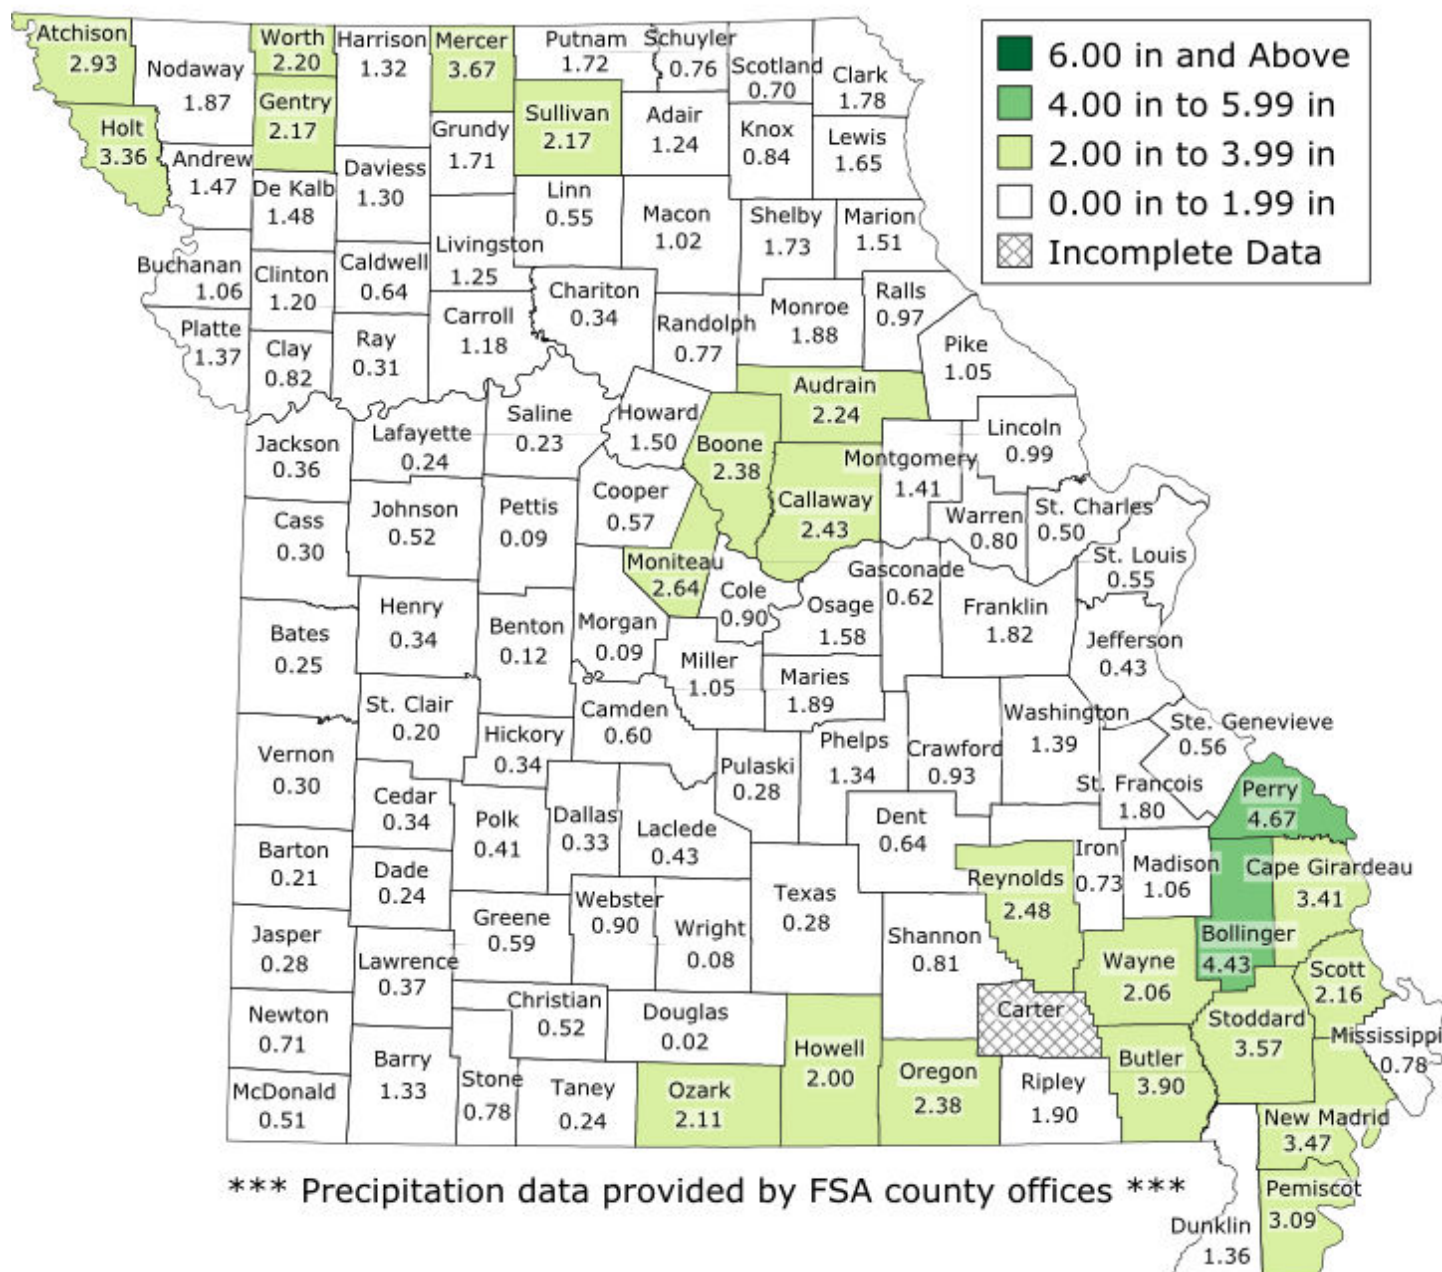 6.00 in and Above
4.00 in to 5.99 in
2.00 in to 3.99 in
0.00 in to 1.99 in
Incomplete Data
Atchison
2.93
Nodaway
1.87
Worth
2.20
Harrison
1.32
Mercer
3.67
Putnam
1.72
Schuyler
0.76
Scotland
0.70
Clark
1.78
Holt
3.36
Gentry
2.17
Sullivan
2.17
Adair
1.24
Knox
0.84
Lewis
1.65
Grundy
1.71
Andrew
1.47
De Kalb
1.48
Daviess
1.30
Linn
0.55
Macon
1.02
Shelby
1.73
Marion
1.51
Livingston
1.25
Buchanan
1.06
Clinton
1.20
Caldwell
0.64
Chariton
0.34
Randolph
0.77
Monroe
1.88
Ralls
0.97
Pike
1.05
Platte
1.37
Clay
0.82
Ray
0.31
Carroll
1.18
Audrain
2.24
Jackson
0.36
Lafayette
0.24
Saline
0.23
Howard
1.50
Boone
2.38
Callaway
2.43
Montgomery
1.41
Lincoln
0.99
Cass
0.30
Johnson
0.52
Pettis
0.09
Cooper
0.57
Moniteau
2.64
Cole
0.90
Osage
1.58
Gasconade
0.62
Warren
0.80
St. Charles
0.50
St. Louis
0.55
Franklin
1.82
Jefferson
0.43
Bates
0.25
Henry
0.34
Benton
0.12
Morgan
0.09
Miller
1.05
Maries
1.89
Vernon
0.30
St. Clair
0.20
Hickory
0.34
Camden
0.60
Pulaski
0.28
Phelps
1.34
Crawford
0.93
Washington
1.39
Ste. Genevieve
0.56
St. Francois
1.80
Perry
4.67
Cedar
0.34
Polk
0.41
Dallas
0.33
Laclede
0.43
Dent
0.64
Iron
0.73
Madison
1.06
Cape Girardeau
3.41
Barton
0.21
Dade
0.24
Greene
0.59
Webster
0.90
Wright
0.08
Texas
0.28
Shannon
0.81
Reynolds
2.48
Wayne
2.06
Bollinger
4.43
Scott
2.16
Jasper
0.28
Lawrence
0.37
Christian
0.52
Douglas
0.02
Howell
2.00
Carter
Stoddard
3.57
Mississippi
0.78
Newton
0.71
Barry
1.33
Stone
0.78
Taney
0.24
Ozark
2.11
Oregon
2.38
Ripley
1.90
Butler
3.90
New Madrid
3.47
McDonald
0.51
Pemiscot
3.09
Dunklin
1.36
*** Precipitation data provided by FSA county offices ***